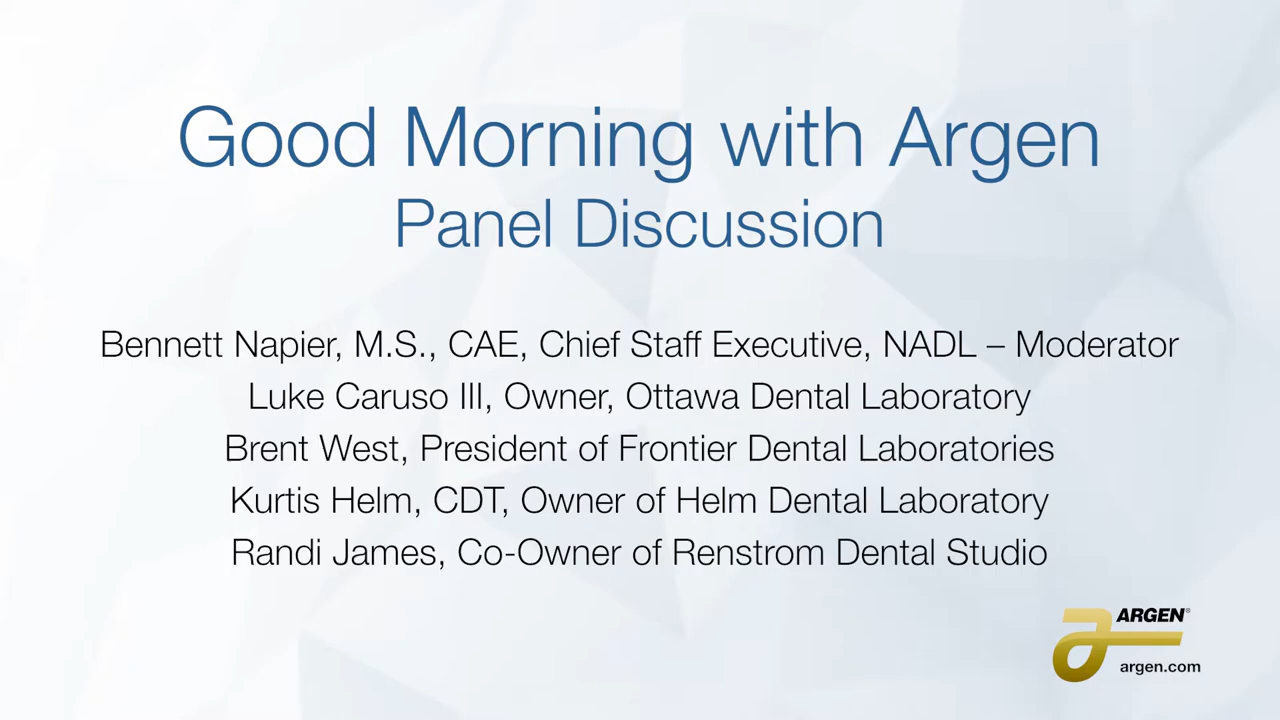 Good Morning with Argen
Panel Discussion
Bennett Napier, M.S., CAE, Chief Staff Executive, NADL – Moderator
Luke Caruso III, Owner, Ottawa Dental Laboratory
Brent West, President of Frontier Dental Laboratories
Kurtis Helm, CDT, Owner of Helm Dental Laboratory
Randi James, Co-Owner of Renstrom Dental Studio
ARGEN®
argen.com